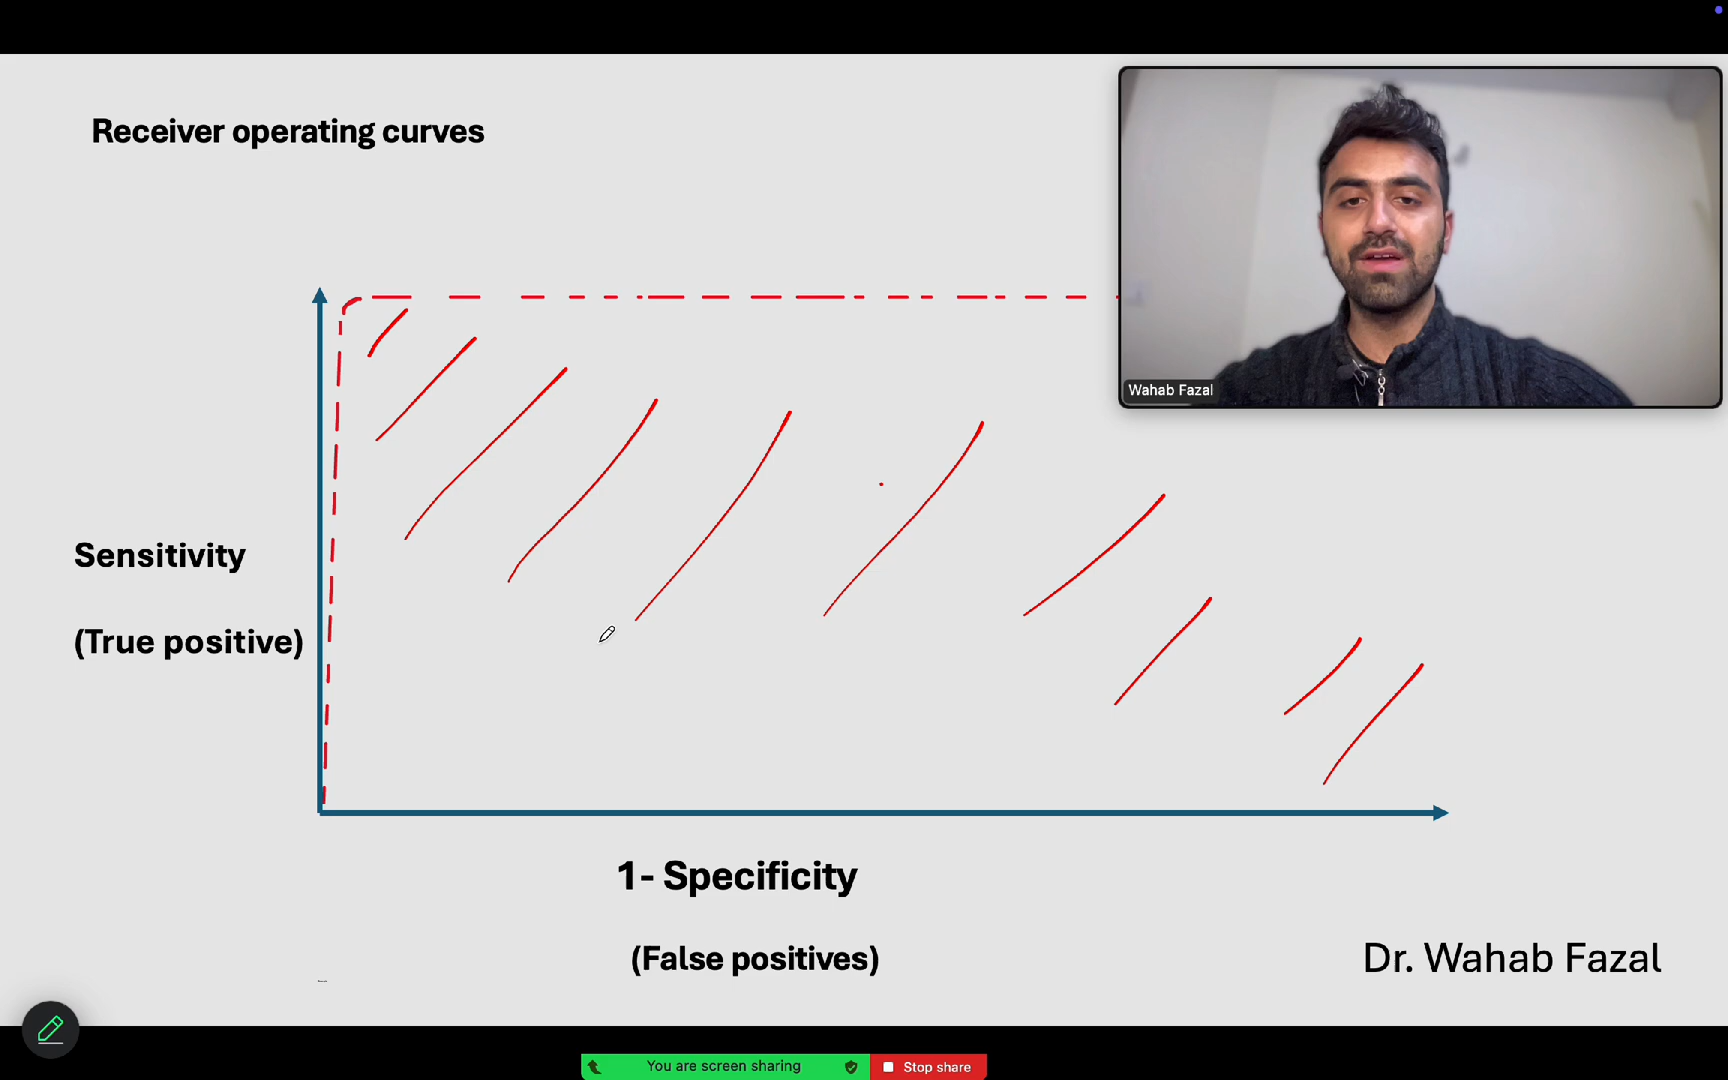 Receiver operating curves
Wahab Fazal
Sensitivity
(True positive)
1- Specificity
(False positives)
Dr. Wahab Fazal
You are screen sharing
Stop share